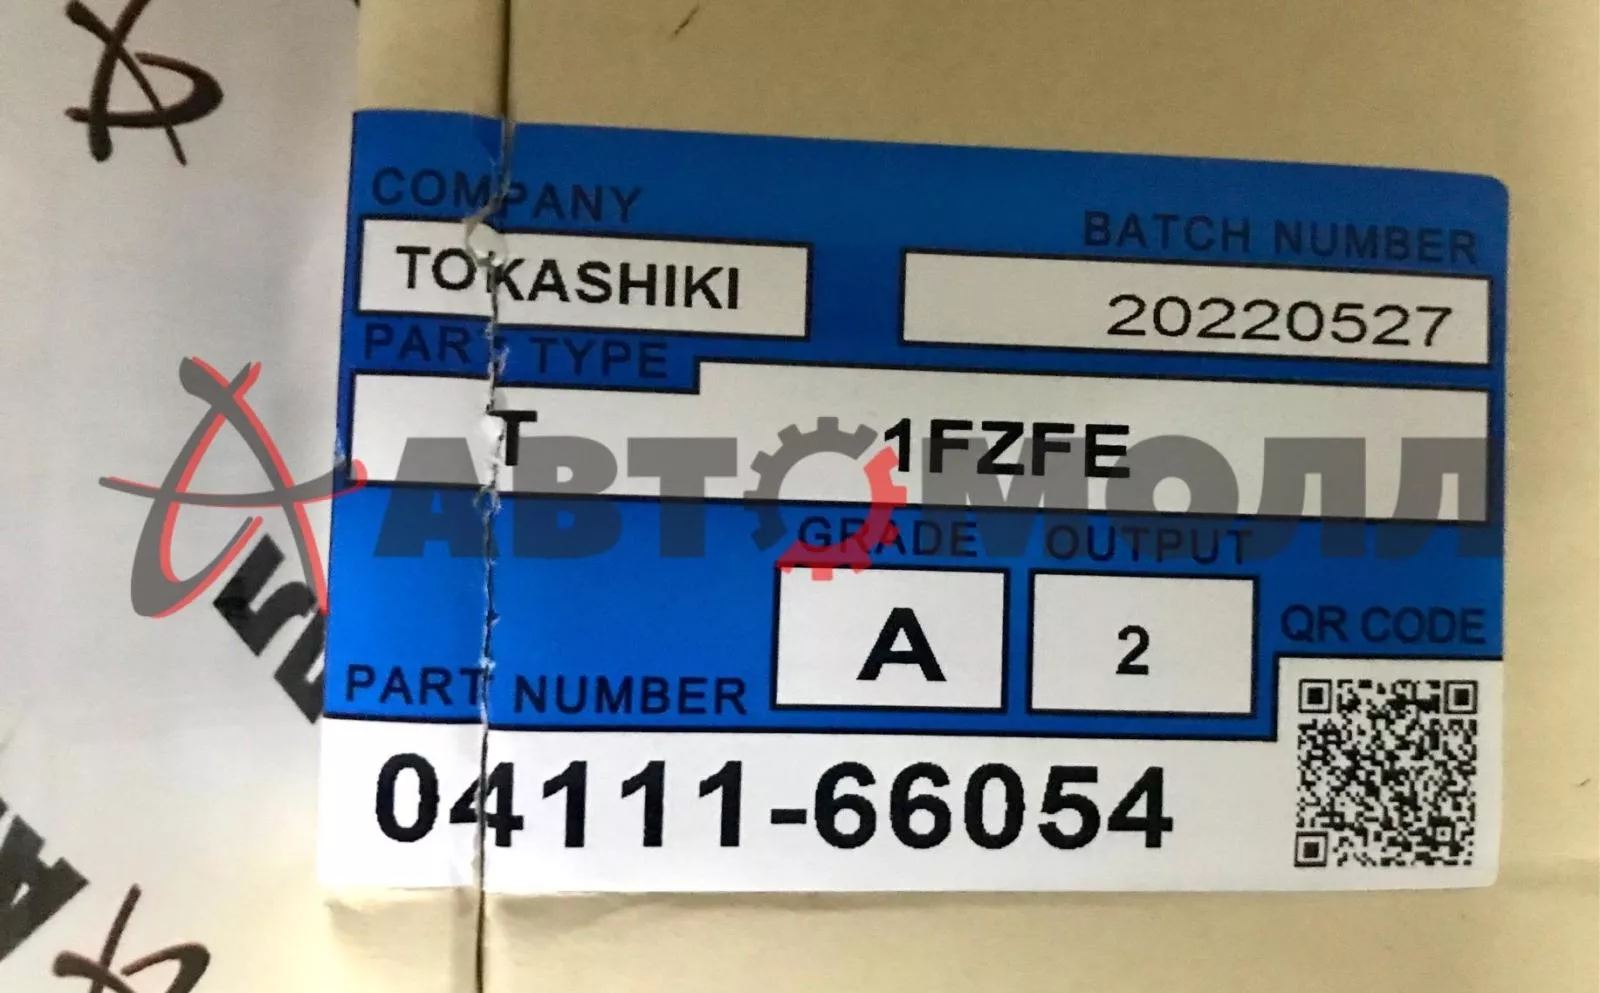 COMPANY
BATCH NUMBER
TOKASHIKI
20220527
PART TYPE
T 1FZFE
АВТОМОЛЛ
GRADE OUTPUT
A 2
QR CODE
PART NUMBER
04111-66054